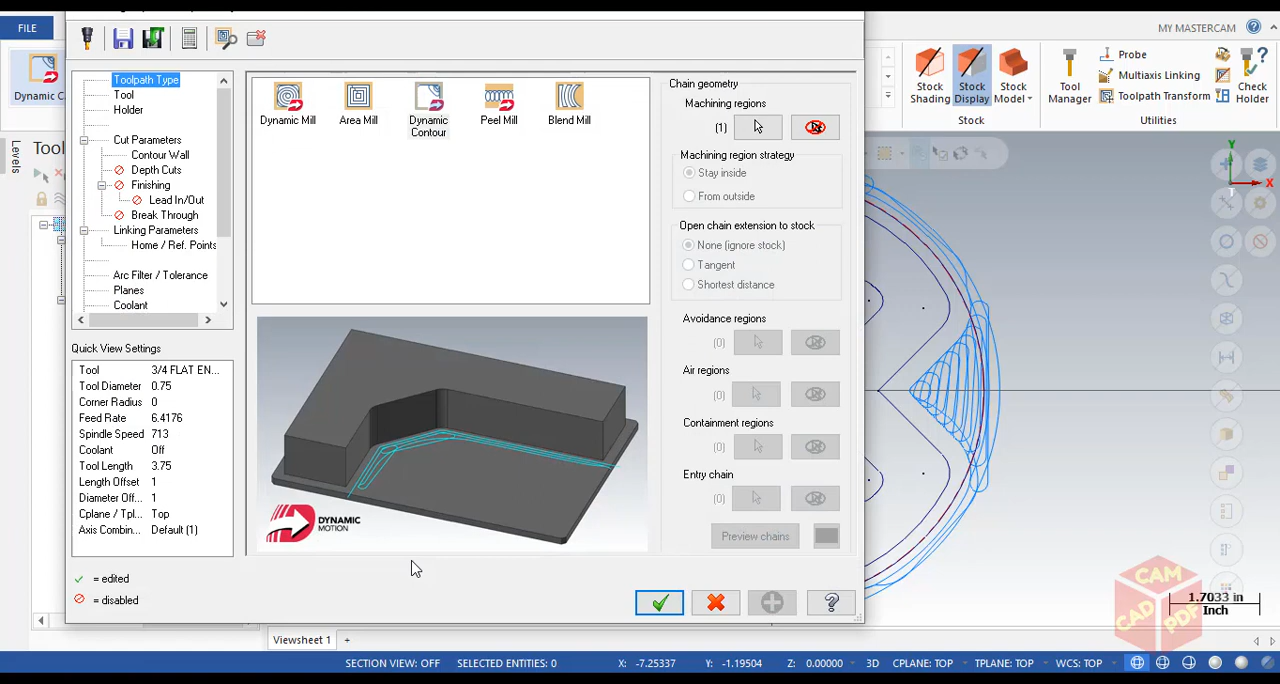 FILE
MY MASTERCAM
Dynamic C...
Stock Shading
Stock Display
Stock Model
Tool Manager
Probe
Multiaxis Linking
Toolpath Transform
Check Holder
Stock
Utilities
Levels
Tool
Toolpath Type
Tool
Holder
Cut Parameters
Contour Wall
Depth Cuts
Finishing
Lead In/Out
Break Through
Linking Parameters
Home / Ref. Points
Arc Filter / Tolerance
Planes
Coolant
Dynamic Mill
Area Mill
Dynamic Contour
Peel Mill
Blend Mill
Chain geometry
Machining regions
(1)
Machining region strategy
Stay inside
From outside
Open chain extension to stock
None (ignore stock)
Tangent
Shortest distance
Avoidance regions
(0)
Air regions
(0)
Containment regions
(0)
Entry chain
(0)
Preview chains
Quick View Settings
Tool 3/4 FLAT EN...
Tool Diameter 0.75
Corner Radius 0
Feed Rate 6.4176
Spindle Speed 713
Coolant Off
Tool Length 3.75
Length Offset 1
Diameter Off... 1
Cplane / Tpl... Top
Axis Combin... Default (1)
= edited
= disabled
DYNAMIC
MOTION
Y
X
CAM
CAD
PDF
1.7033 in
Inch
Viewsheet 1 +
SECTION VIEW: OFF SELECTED ENTITIES: 0 X: -7.25337 Y: -1.19504 Z: 0.00000 3D CPLANE: TOP TPLANE: TOP WCS: TOP